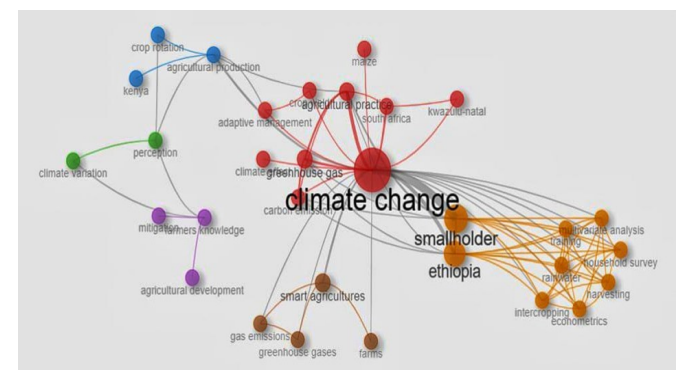 crop rotation
agricultural production
maize
kenya
agricultural practice
adaptive management
south africa
kwazulu-natal
perception
climate variation
greenhouse gas
carbon emission
climate change
mitigation
farmers knowledge
smallholder
multivariate analysis
training
ethiopia
household survey
rainwater
harvesting
agricultural development
smart agricultures
intercropping
econometrics
gas emissions
greenhouse gases
farms